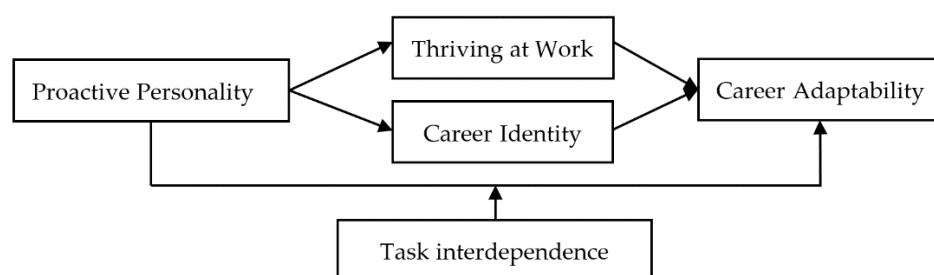 Thriving at Work
Proactive Personality
Career Adaptability
Career Identity
Task interdependence